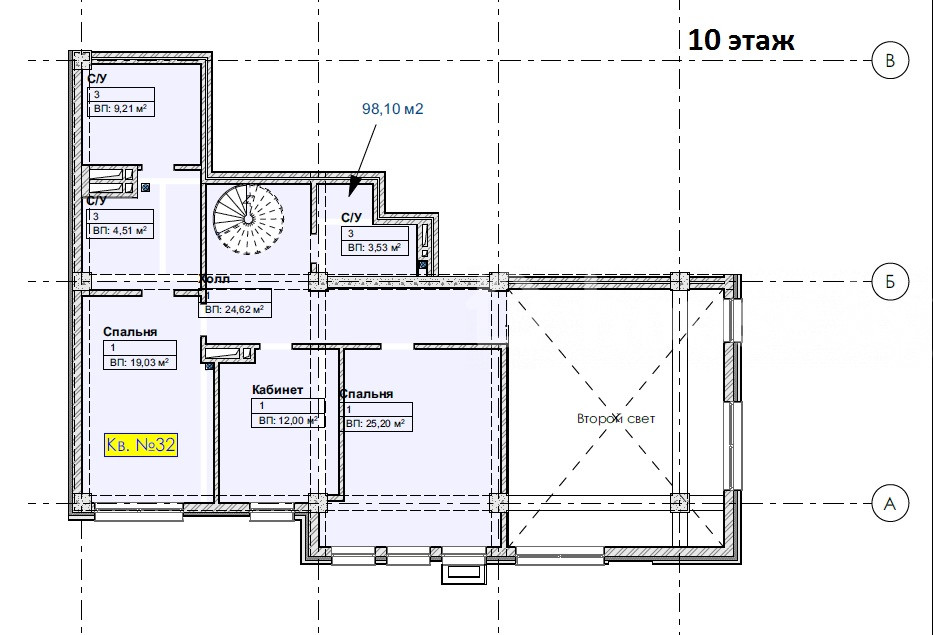 10 этаж
В
С/У
3
ВП: 9,21 м²
98,10 м2
С/У
3
ВП: 4,51 м²
С/У
3
ВП: 3,53 м²
Холл
1
ВП: 24,62 м²
Б
Спальня
1
ВП: 19,03 м²
Кабинет
1
ВП: 12,00 м²
Спальня
1
ВП: 25,20 м²
Второй свет
Кв. №32
А